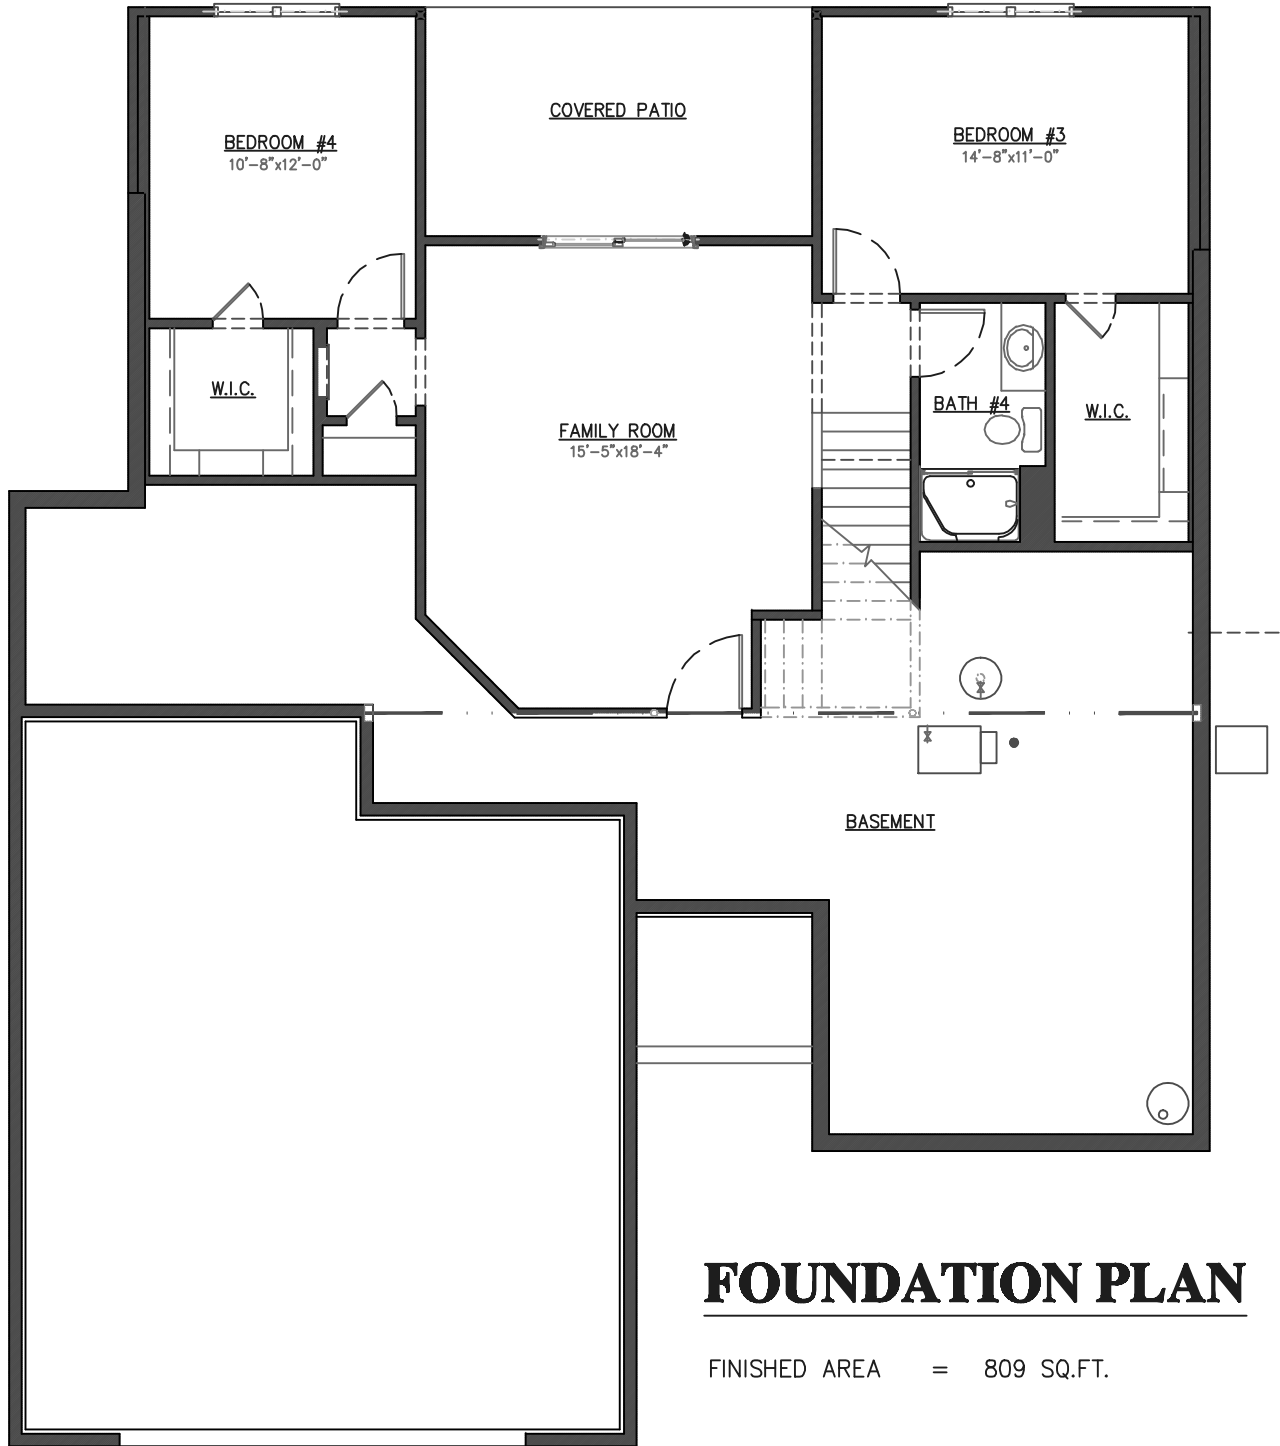 COVERED PATIO
BEDROOM #4
10'-8"x12'-0"
BEDROOM #3
14'-8"x11'-0"
W.I.C.
FAMILY ROOM
15'-5"x18'-4"
BATH #4
W.I.C.
BASEMENT
FOUNDATION PLAN
FINISHED AREA = 809 SQ.FT.